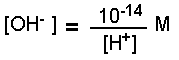 [OH⁻ ] = 10⁻¹⁴ / [H⁺] M